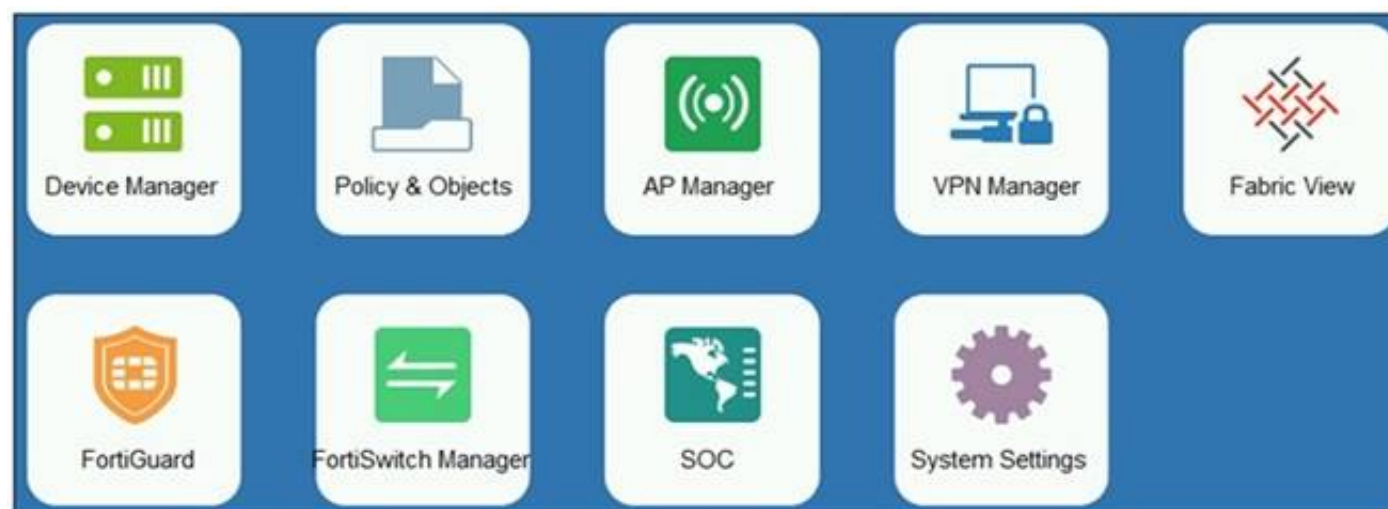 Device Manager
Policy & Objects
AP Manager
VPN Manager
Fabric View
FortiGuard
FortiSwitch Manager
SOC
System Settings